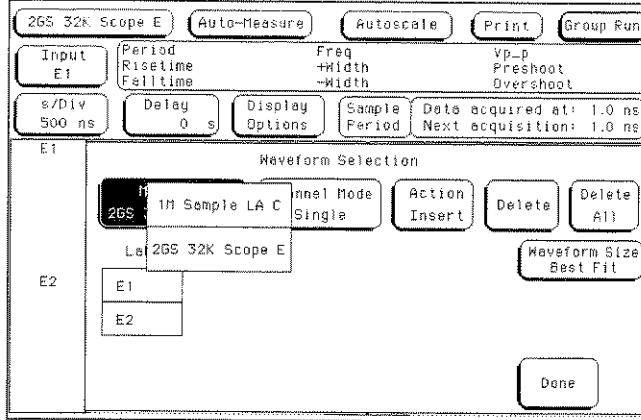 2GS 32K Scope E Auto-Measure Autoscale Print Group Run
Input E1
Period Freq Vp_p
Risetime +Width Preshoot
Falltime -Width Overshoot
s/Div 500 ns
Delay 0 s
Display Options
Sample Period
Data acquired at: 1.0 ns
Next acquisition: 1.0 ns
E1
Waveform Selection
M
2GS 3
1M Sample LA C
2GS 32K Scope E
nnel Mode
Single
Action Insert
Delete
Delete All
La
Waveform Size
Best Fit
E2
E1
E2
Done